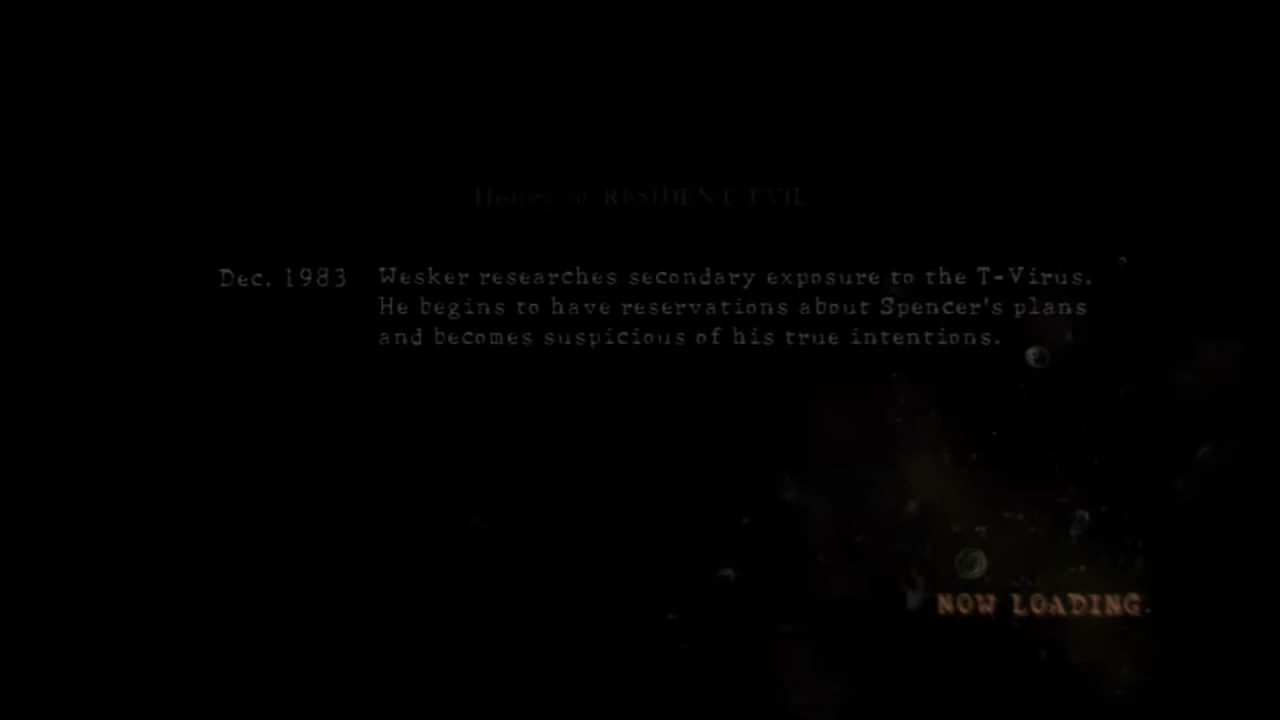 History of RESIDENT EVIL
Dec. 1983 Wesker researches secondary exposure to the T-Virus.
He begins to have reservations about Spencer's plans
and becomes suspicious of his true intentions.
NOW LOADING.